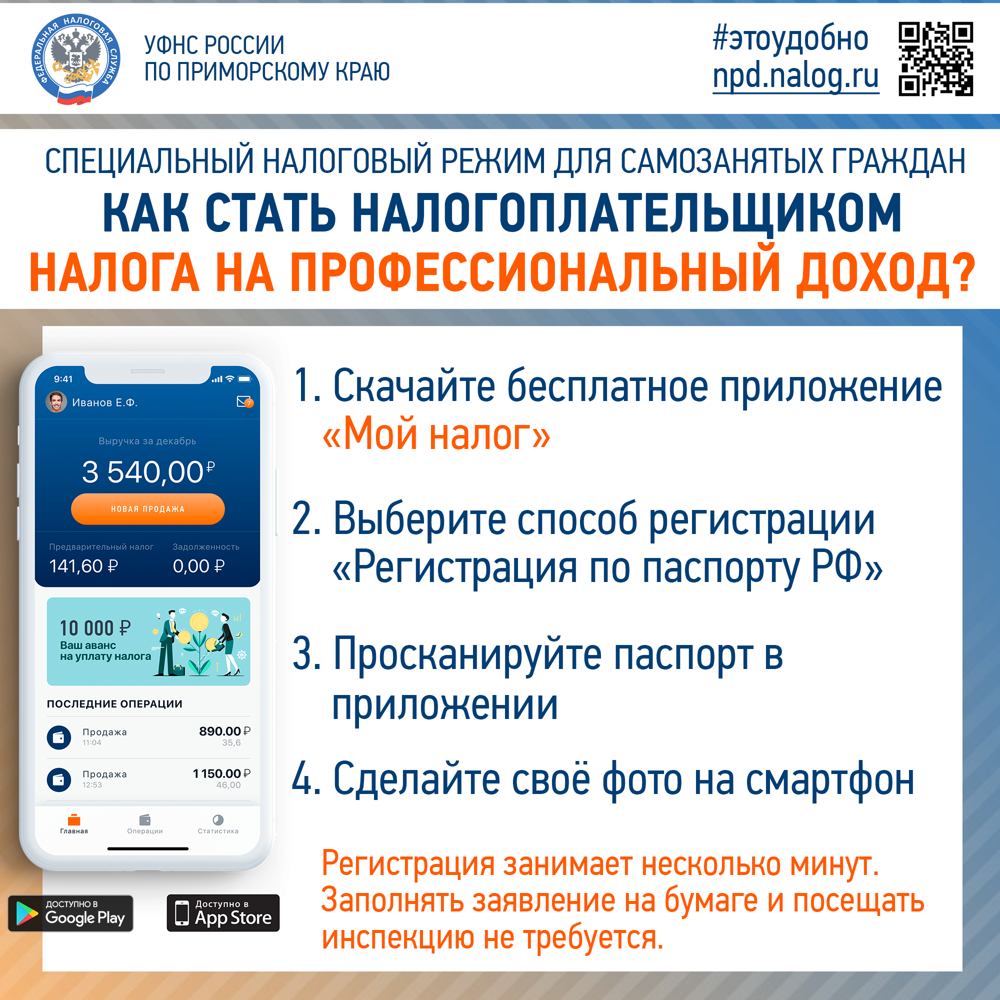 ФЕДЕРАЛЬНАЯ НАЛОГОВАЯ СЛУЖБА
УФНС РОССИИ
ПО ПРИМОРСКОМУ КРАЮ
#этоудобно
npd.nalog.ru
СПЕЦИАЛЬНЫЙ НАЛОГОВЫЙ РЕЖИМ ДЛЯ САМОЗАНЯТЫХ ГРАЖДАН
КАК СТАТЬ НАЛОГОПЛАТЕЛЬЩИКОМ
НАЛОГА НА ПРОФЕССИОНАЛЬНЫЙ ДОХОД?
9:41
Иванов Е.Ф.
7
Выручка за декабрь
3 540,00 ₽
НОВАЯ ПРОДАЖА
Предварительный налог
141,60 ₽
Задолженность
0,00 ₽
10 000 ₽
Ваш аванс
на уплату налога
ПОСЛЕДНИЕ ОПЕРАЦИИ
Продажа 890.00 ₽
11:04 35,6
Продажа 1 150.00 ₽
12:53 46,00
Главная Операции Статистика
ДОСТУПНО В
Google Play
Доступно в
App Store
1. Скачайте бесплатное приложение
«Мой налог»
2. Выберите способ регистрации
«Регистрация по паспорту РФ»
3. Просканируйте паспорт в
приложении
4. Сделайте своё фото на смартфон
Регистрация занимает несколько минут.
Заполнять заявление на бумаге и посещать
инспекцию не требуется.